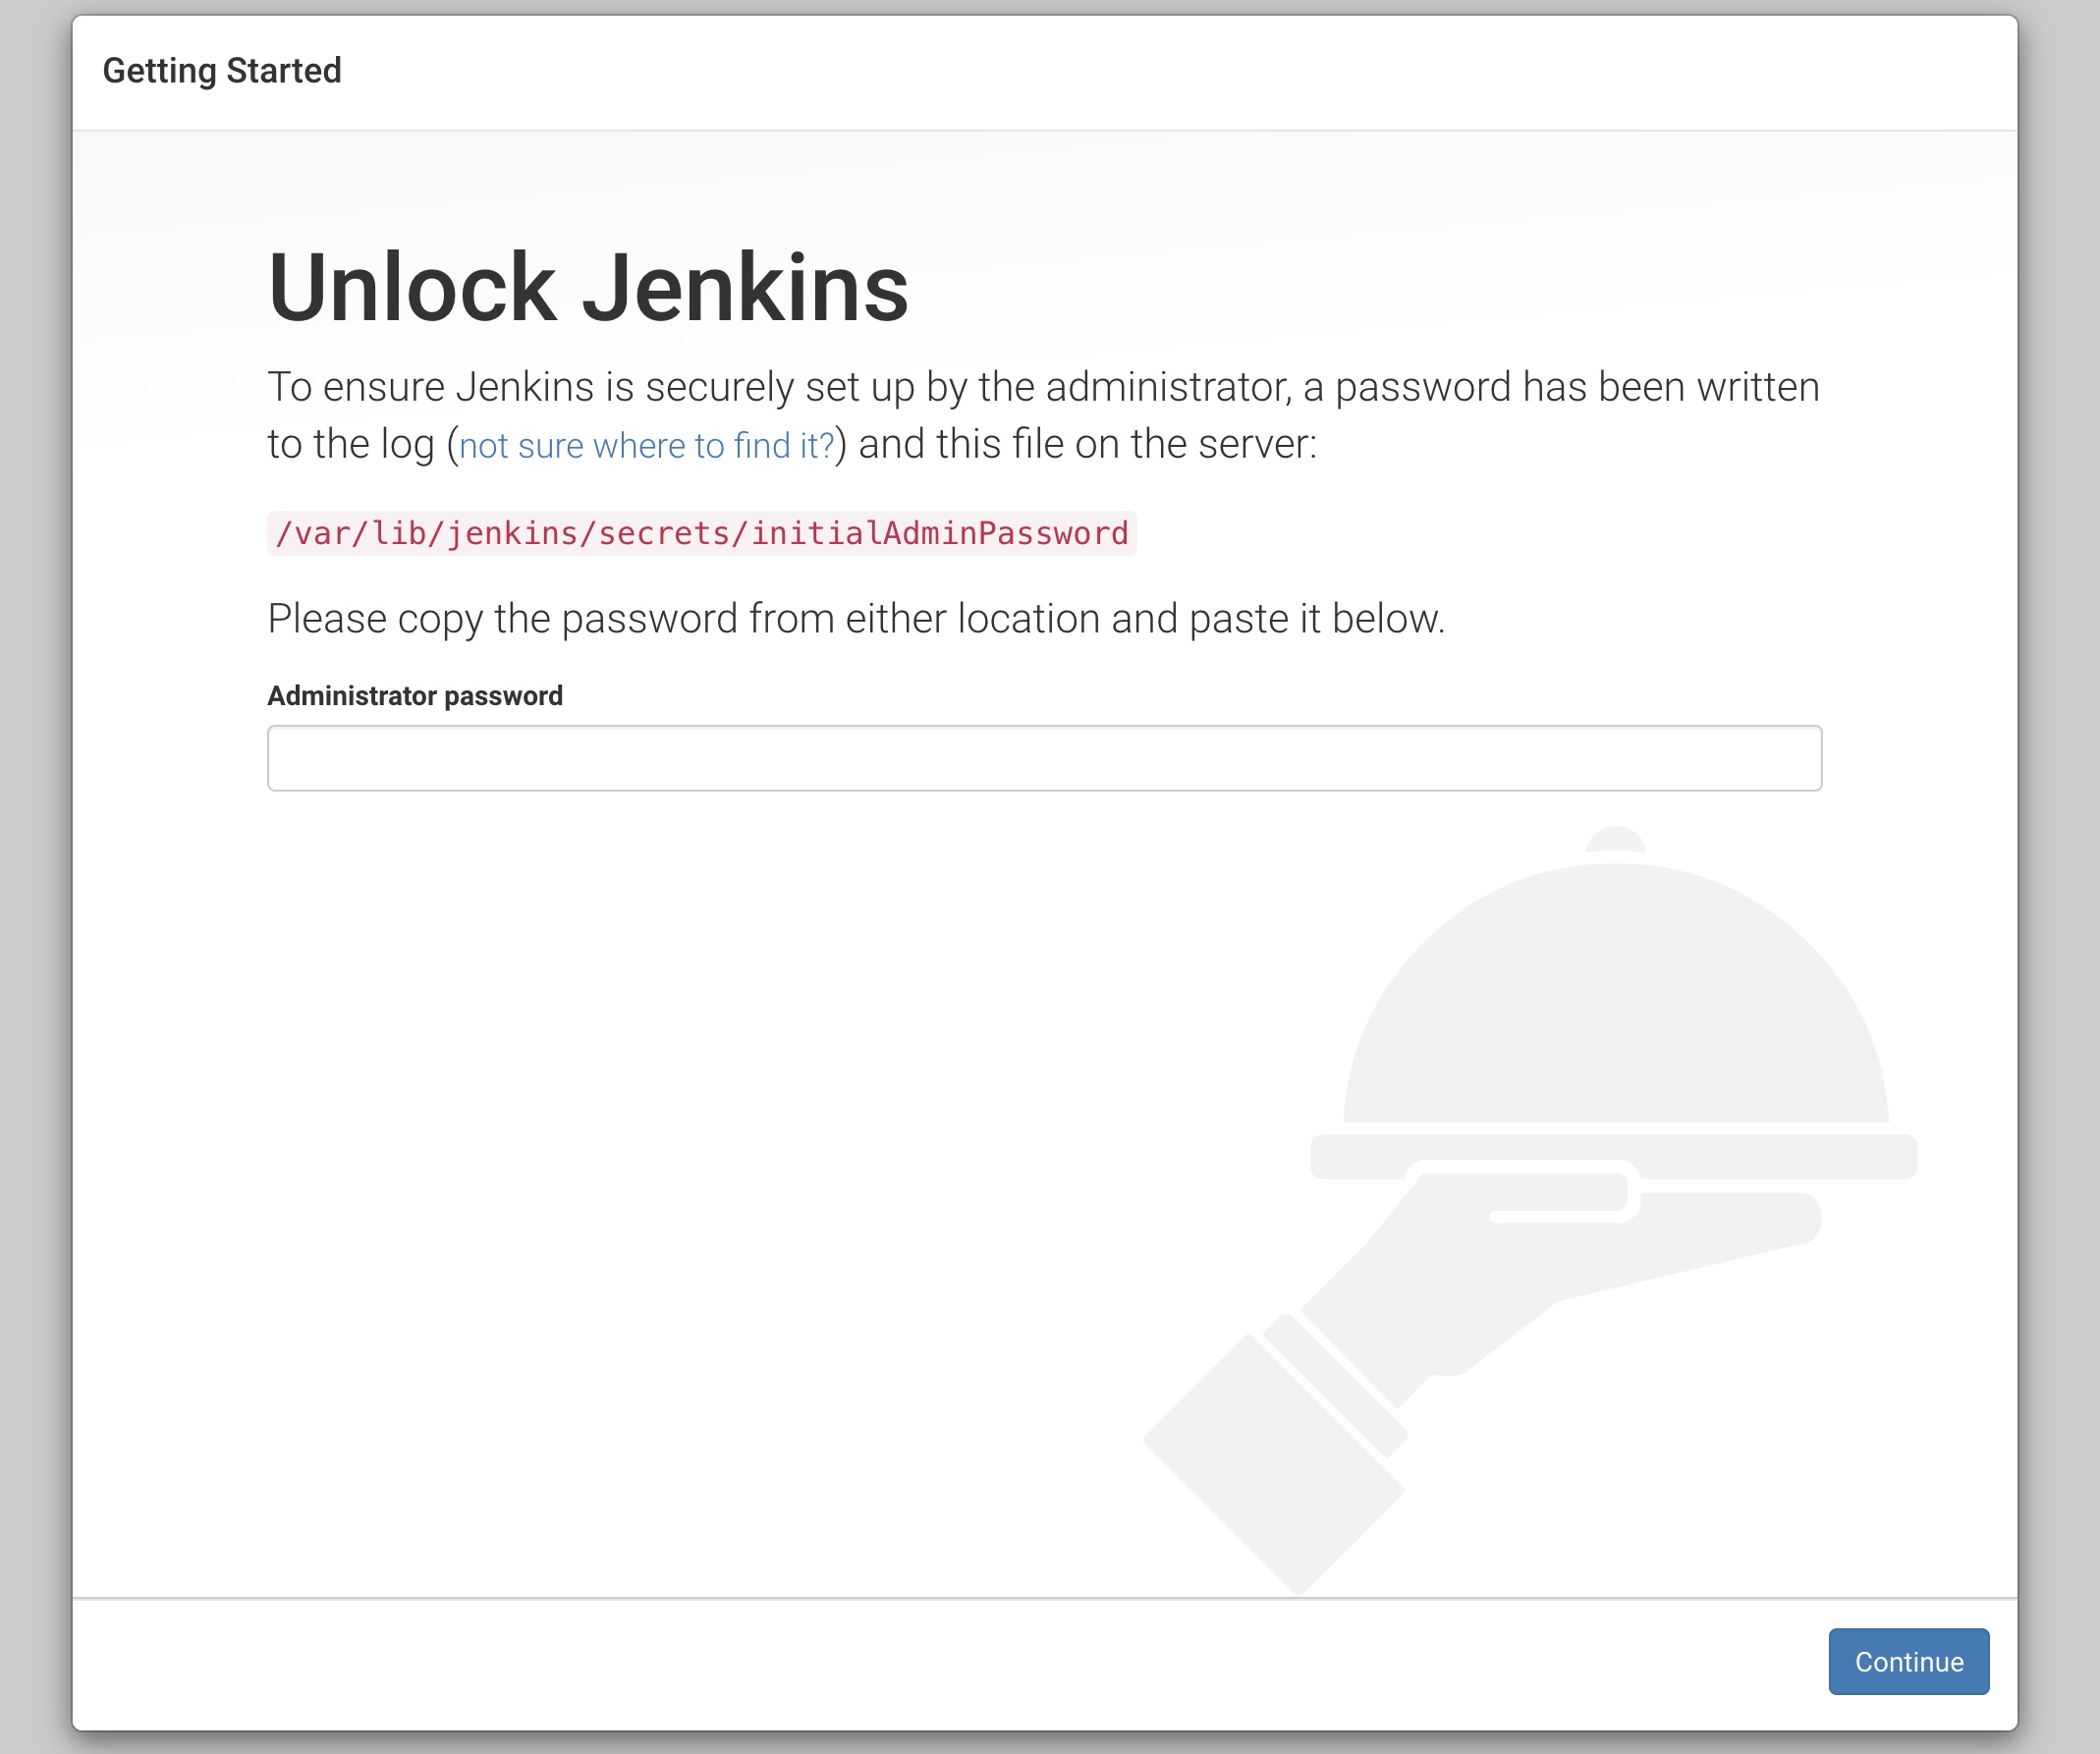 Getting Started
Unlock Jenkins
To ensure Jenkins is securely set up by the administrator, a password has been written
to the log (not sure where to find it?) and this file on the server:
/var/lib/jenkins/secrets/initialAdminPassword
Please copy the password from either location and paste it below.
Administrator password
Continue